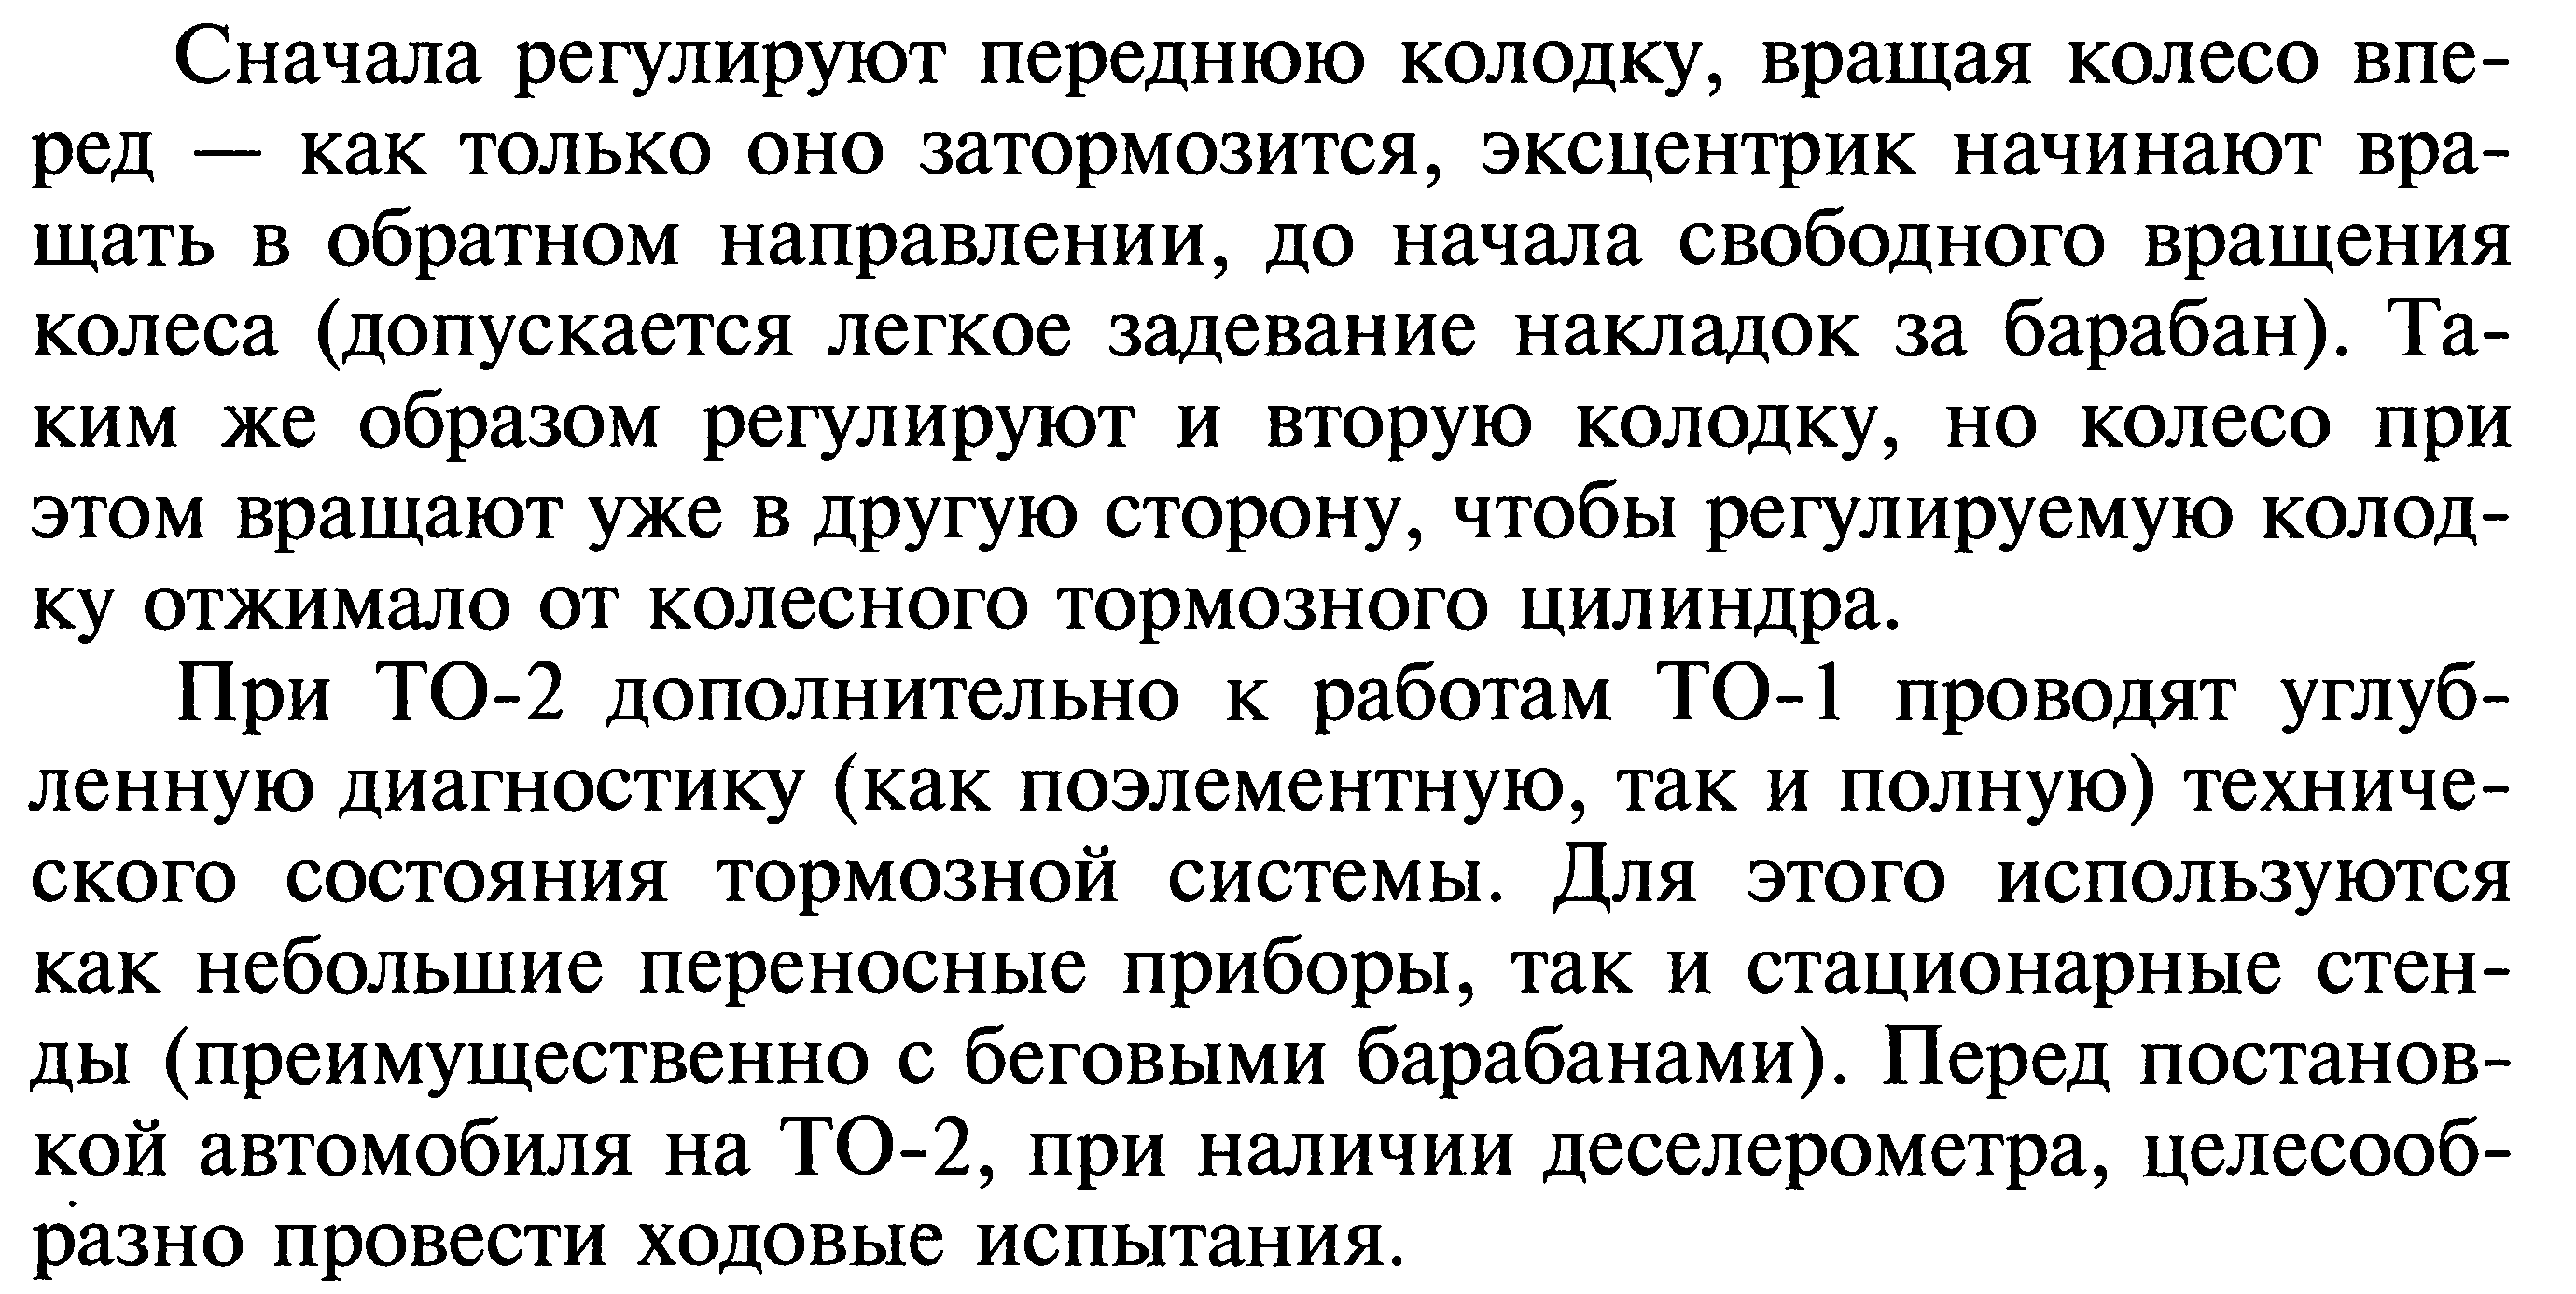 Сначала регулируют переднюю колодку, вращая колесо впе-
ред — как только оно затормозится, эксцентрик начинают вра-
щать в обратном направлении, до начала свободного вращения
колеса (допускается легкое задевание накладок за барабан). Та-
ким же образом регулируют и вторую колодку, но колесо при
этом вращают уже в другую сторону, чтобы регулируемую колод-
ку отжимало от колесного тормозного цилиндра.
При ТО-2 дополнительно к работам ТО-1 проводят углуб-
ленную диагностику (как поэлементную, так и полную) техниче-
ского состояния тормозной системы. Для этого используются
как небольшие переносные приборы, так и стационарные стен-
ды (преимущественно с беговыми барабанами). Перед постанов-
кой автомобиля на ТО-2, при наличии деселерометра, целесооб-
разно провести ходовые испытания.